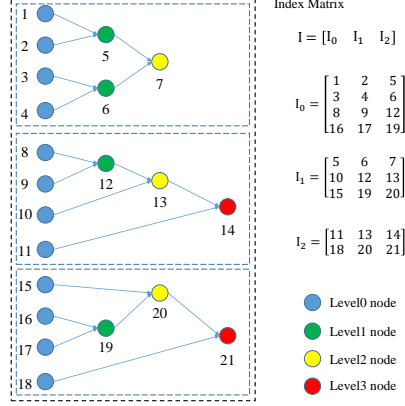 Index Matrix
I = [I0 I1 I2]
I0 = [1 2 5
3 4 6
8 9 12
16 17 19]
I1 = [5 6 7
10 12 13
15 19 20]
I2 = [11 13 14
18 20 21]
1
2
3
4
5
6
7
8
9
10
11
12
13
14
15
16
17
18
19
20
21
Level0 node
Level1 node
Level2 node
Level3 node